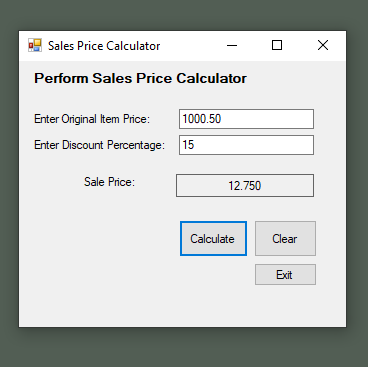 Sales Price Calculator
Perform Sales Price Calculator
Enter Original Item Price: 1000.50
Enter Discount Percentage: 15
Sale Price: 12.750
Calculate Clear
Exit